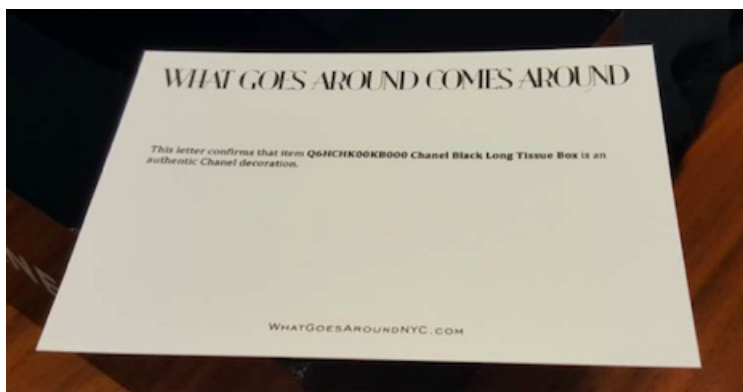 WHAT GOES AROUND COMES AROUND
This letter confirms that item Q6HCHK00KB000 Chanel Black Long Tissue Box is an
authentic Chanel decoration.
WHATGOESAROUNDNYC.COM
NE